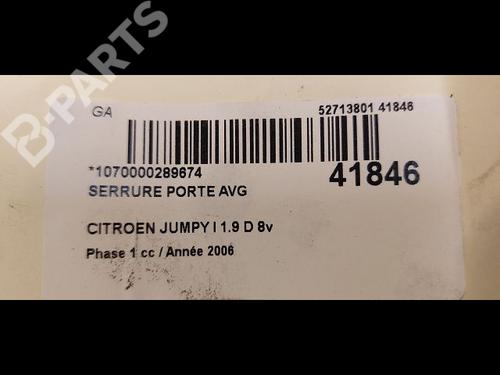 B-PARTS
GA
52713801 41846
*1070000289674
41846
SERRURE PORTE AVG
CITROEN JUMPY I 1.9 D 8v
Phase 1 cc / Année 2006